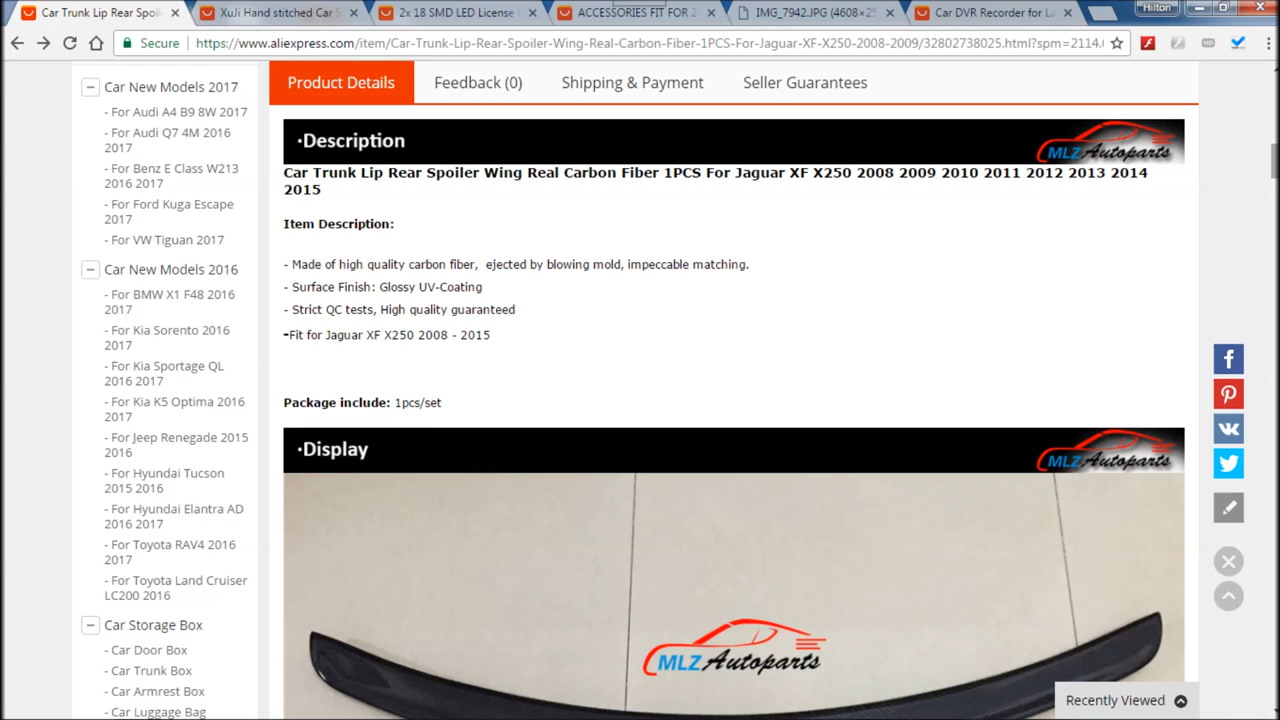 Car Trunk Lip Rear Spoil
XuJi Hand stitched Car S
2x 18 SMD LED License
ACCESSORIES FIT FOR 2
IMG_7942.JPG (4608×25
Car DVR Recorder for La
Hilton
Secure
https://www.aliexpress.com/item/Car-Trunk-Lip-Rear-Spoiler-Wing-Real-Carbon-Fiber-1PCS-For-Jaguar-XF-X250-2008-2009/32802738025.html?spm=2114.
Car New Models 2017
- For Audi A4 B9 8W 2017
- For Audi Q7 4M 2016
2017
- For Benz E Class W213
2016 2017
- For Ford Kuga Escape
2017
- For VW Tiguan 2017
Car New Models 2016
- For BMW X1 F48 2016
2017
- For Kia Sorento 2016
2017
- For Kia Sportage QL
2016 2017
- For Kia K5 Optima 2016
2017
- For Jeep Renegade 2015
2016
- For Hyundai Tucson
2015 2016
- For Hyundai Elantra AD
2016 2017
- For Toyota RAV4 2016
2017
- For Toyota Land Cruiser
LC200 2016
Car Storage Box
- Car Door Box
- Car Trunk Box
- Car Armrest Box
- Car Luggage Bag
Product Details
Feedback (0)
Shipping & Payment
Seller Guarantees
·Description
MLZ Autoparts
Car Trunk Lip Rear Spoiler Wing Real Carbon Fiber 1PCS For Jaguar XF X250 2008 2009 2010 2011 2012 2013 2014
2015
Item Description:
- Made of high quality carbon fiber, ejected by blowing mold, impeccable matching.
- Surface Finish: Glossy UV-Coating
- Strict QC tests, High quality guaranteed
-Fit for Jaguar XF X250 2008 - 2015
Package include: 1pcs/set
·Display
MLZ Autoparts
MLZ Autoparts
Recently Viewed